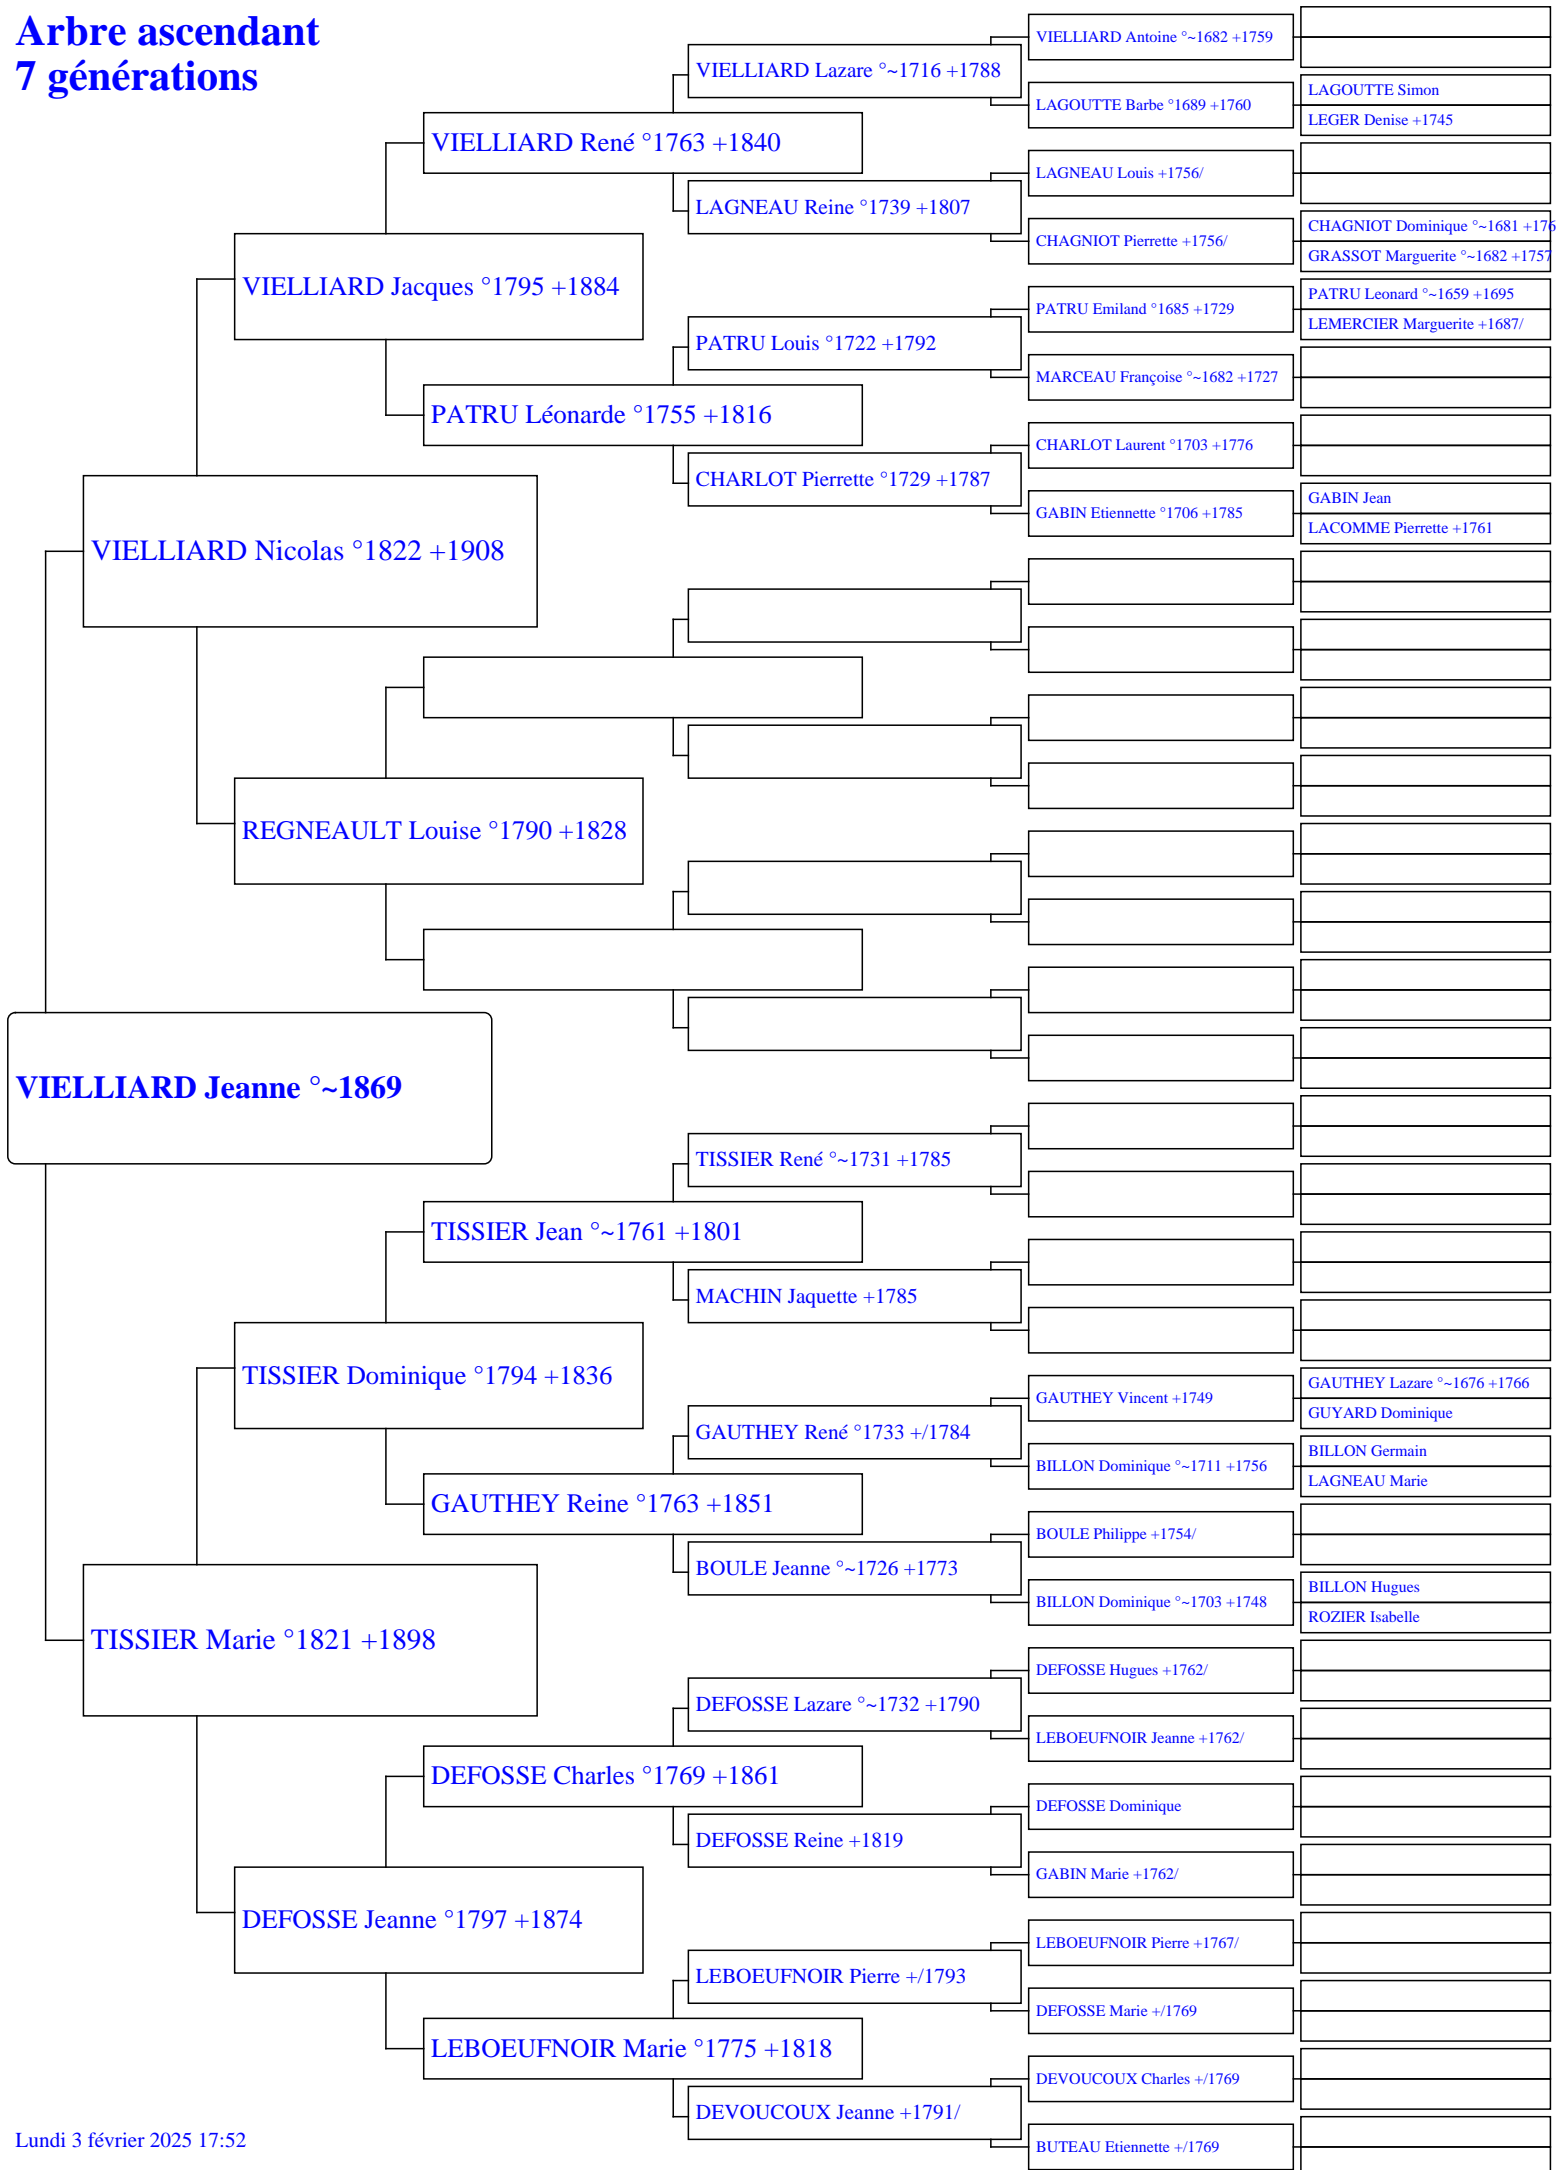 Arbre ascendant
7 générations
VIELLIARD Antoine °~1682 +1759
VIELLIARD Lazare °~1716 +1788
LAGOUTTE Simon
LAGOUTTE Barbe °1689 +1760
LEGER Denise +1745
VIELLIARD René °1763 +1840
LAGNEAU Louis +1756/
LAGNEAU Reine °1739 +1807
CHAGNIOT Dominique °~1681 +176
CHAGNIOT Pierrette +1756/
GRASSOT Marguerite °~1682 +1757
VIELLIARD Jacques °1795 +1884
PATRU Leonard °~1659 +1695
PATRU Emiland °1685 +1729
LEMERCIER Marguerite +1687/
PATRU Louis °1722 +1792
MARCEAU Françoise °~1682 +1727
PATRU Léonarde °1755 +1816
CHARLOT Laurent °1703 +1776
CHARLOT Pierrette °1729 +1787
GABIN Jean
GABIN Etiennette °1706 +1785
LACOMME Pierrette +1761
VIELLIARD Nicolas °1822 +1908
REGNEAULT Louise °1790 +1828
VIELLIARD Jeanne °~1869
TISSIER René °~1731 +1785
TISSIER Jean °~1761 +1801
MACHIN Jaquette +1785
TISSIER Dominique °1794 +1836
GAUTHEY Lazare °~1676 +1766
GAUTHEY Vincent +1749
GUYARD Dominique
GAUTHEY René °1733 +/1784
BILLON Germain
BILLON Dominique °~1711 +1756
LAGNEAU Marie
GAUTHEY Reine °1763 +1851
BOULE Philippe +1754/
BOULE Jeanne °~1726 +1773
BILLON Hugues
BILLON Dominique °~1703 +1748
ROZIER Isabelle
TISSIER Marie °1821 +1898
DEFOSSE Hugues +1762/
DEFOSSE Lazare °~1732 +1790
LEBOEUFNOIR Jeanne +1762/
DEFOSSE Charles °1769 +1861
DEFOSSE Dominique
DEFOSSE Reine +1819
GABIN Marie +1762/
DEFOSSE Jeanne °1797 +1874
LEBOEUFNOIR Pierre +1767/
LEBOEUFNOIR Pierre +/1793
DEFOSSE Marie +/1769
LEBOEUFNOIR Marie °1775 +1818
DEVOUCOUX Charles +/1769
DEVOUCOUX Jeanne +1791/
BUTEAU Etiennette +/1769
Lundi 3 février 2025 17:52